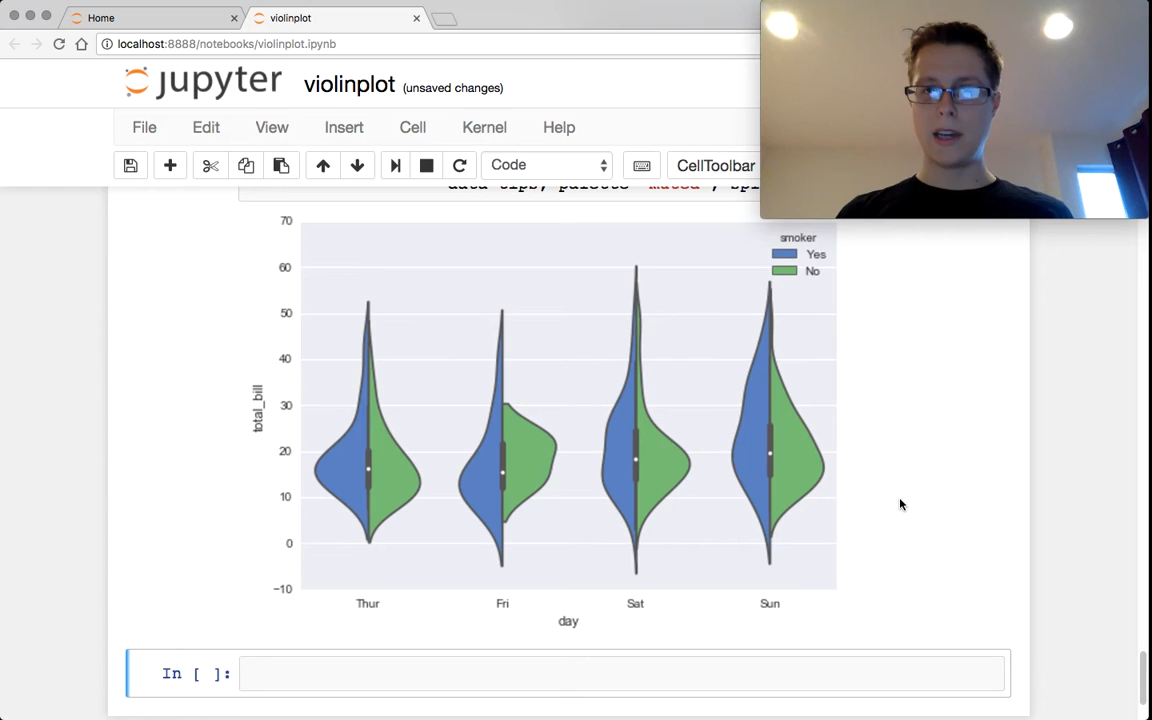 Home
violinplot
localhost:8888/notebooks/violinplot.ipynb
jupyter violinplot (unsaved changes)
File Edit View Insert Cell Kernel Help
Code CellToolbar
70
60
50
40
30
20
10
0
−10
total_bill
smoker
Yes
No
Thur Fri Sat Sun
day
In [ ]: